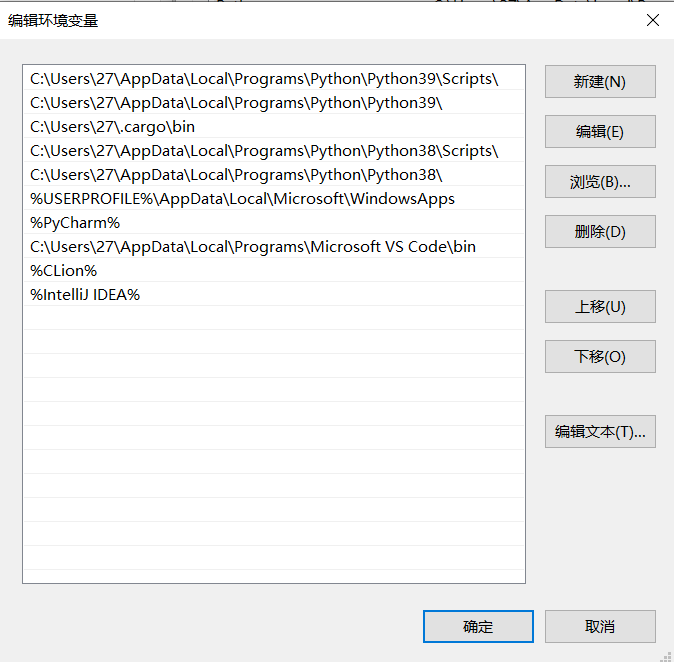 编辑环境变量
C:\Users\27\AppData\Local\Programs\Python\Python39\Scripts\
C:\Users\27\AppData\Local\Programs\Python\Python39\
C:\Users\27\.cargo\bin
C:\Users\27\AppData\Local\Programs\Python\Python38\Scripts\
C:\Users\27\AppData\Local\Programs\Python\Python38\
%USERPROFILE%\AppData\Local\Microsoft\WindowsApps
%PyCharm%
C:\Users\27\AppData\Local\Programs\Microsoft VS Code\bin
%CLion%
%IntelliJ IDEA%
新建(N)
编辑(E)
浏览(B)...
删除(D)
上移(U)
下移(O)
编辑文本(T)...
确定
取消